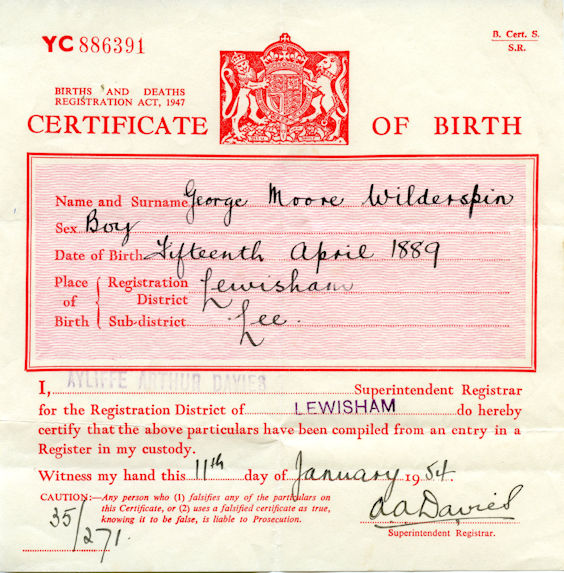 YC 886391
B. Cert. S.
S.R.
BIRTHS AND DEATHS
REGISTRATION ACT, 1947
CERTIFICATE OF BIRTH
Name and Surname George Moore Wilderspin
Sex Boy
Date of Birth Fifteenth April 1889
Place of Birth { Registration District Lewisham
Sub-district Lee.
I, AYLIFFE ARTHUR DAVIES Superintendent Registrar
for the Registration District of LEWISHAM do hereby
certify that the above particulars have been compiled from an entry in a
Register in my custody.
Witness my hand this 11th day of January 1954.
CAUTION:—Any person who (1) falsifies any of the particulars on
this Certificate, or (2) uses a falsified certificate as true,
knowing it to be false, is liable to Prosecution.
35/271.
A A Davies
Superintendent Registrar.